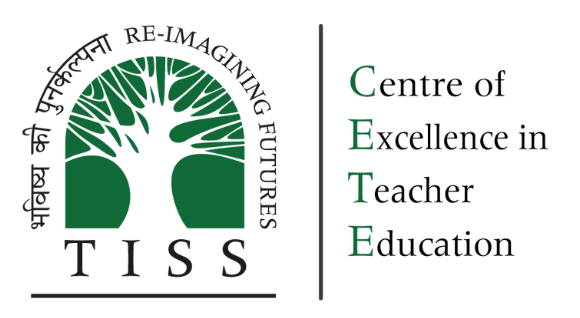 भविष्य की पुनर्कल्पना RE-IMAGINING FUTURES
TISS
Centre of
Excellence in
Teacher
Education